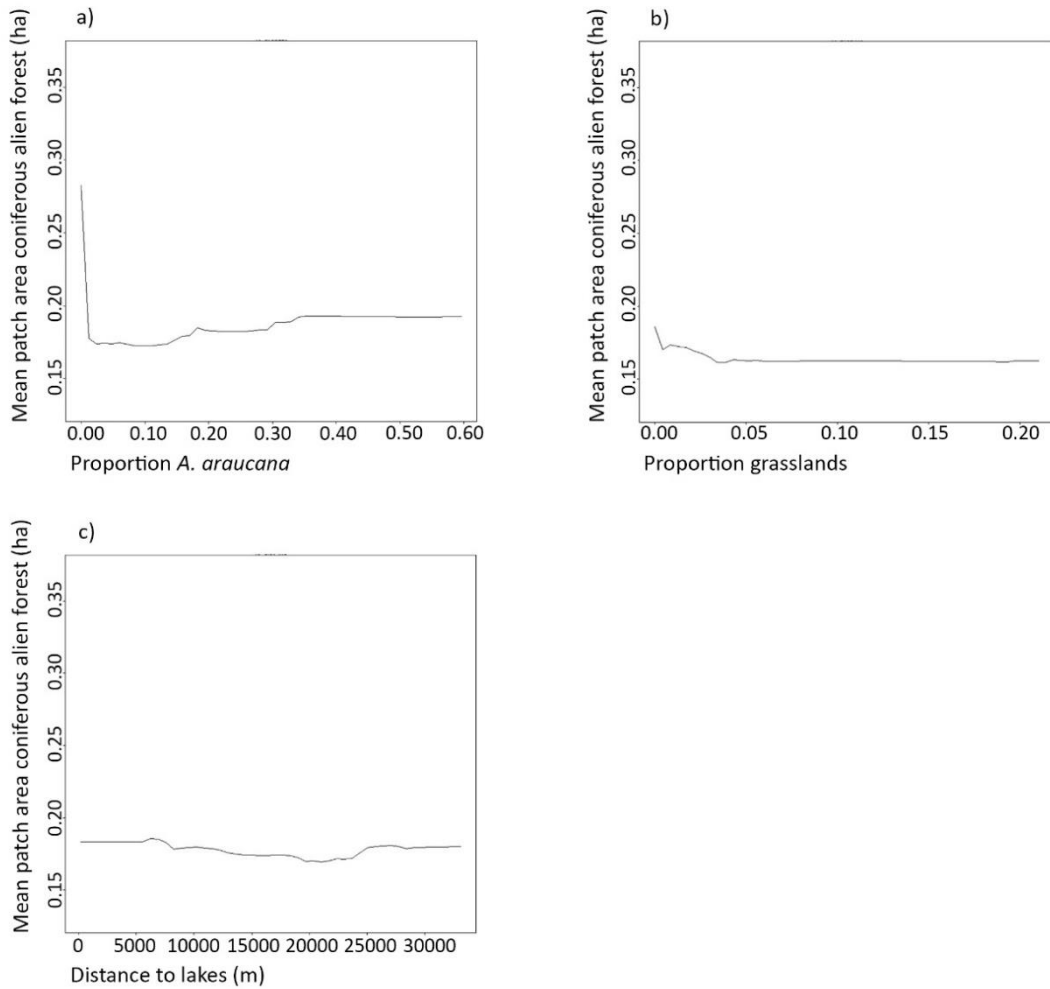 a)
Mean patch area coniferous alien forest (ha)
0.35
0.30
0.25
0.20
0.15
0.00 0.10 0.20 0.30 0.40 0.50 0.60
Proportion A. araucana
b)
Mean patch area coniferous alien forest (ha)
0.35
0.30
0.25
0.20
0.15
0.00 0.05 0.10 0.15 0.20
Proportion grasslands
c)
Mean patch area coniferous alien forest (ha)
0.35
0.30
0.25
0.20
0.15
0 5000 10000 15000 20000 25000 30000
Distance to lakes (m)